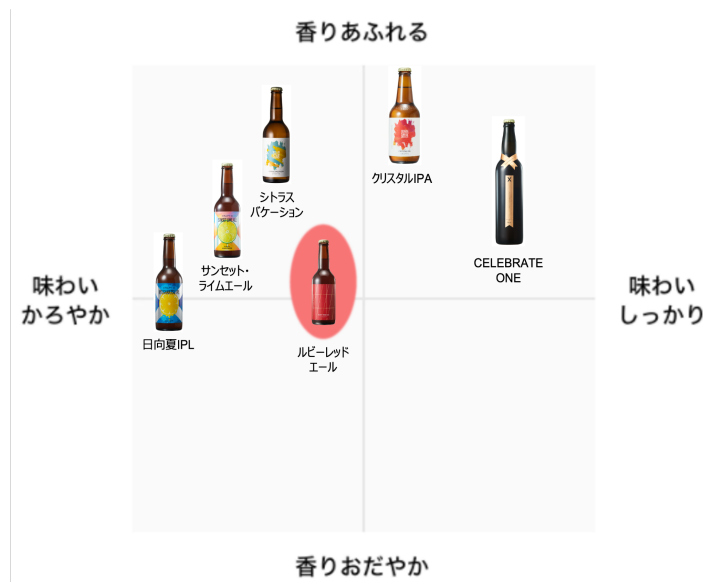 香りあふれる
クリスタルIPA
シトラス
バケーション
CELEBRATE
ONE
サンセット・
ライムエール
味わい
かろやか
味わい
しっかり
日向夏IPL
ルビーレッド
エール
香りおだやか